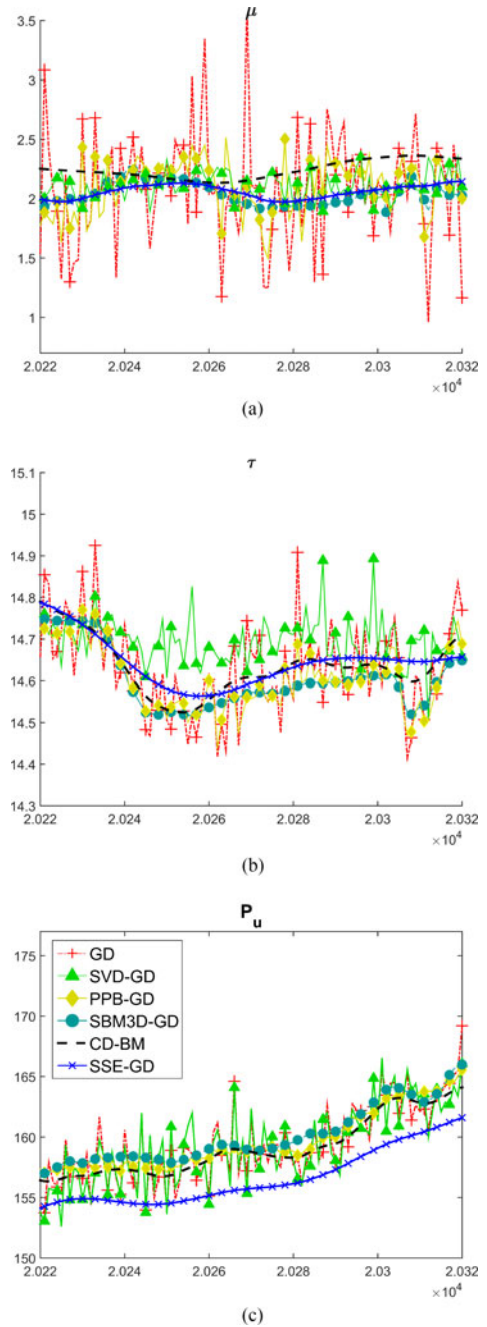 μ
3.5
3
2.5
2
1.5
1
2.022 2.024 2.026 2.028 2.03 2.032
×10⁴
(a)
τ
15.1
15
14.9
14.8
14.7
14.6
14.5
14.4
14.3
2.022 2.024 2.026 2.028 2.03 2.032
×10⁴
(b)
P_u
175
170
165
160
155
150
GD
SVD-GD
PPB-GD
SBM3D-GD
CD-BM
SSE-GD
2.022 2.024 2.026 2.028 2.03 2.032
×10⁴
(c)